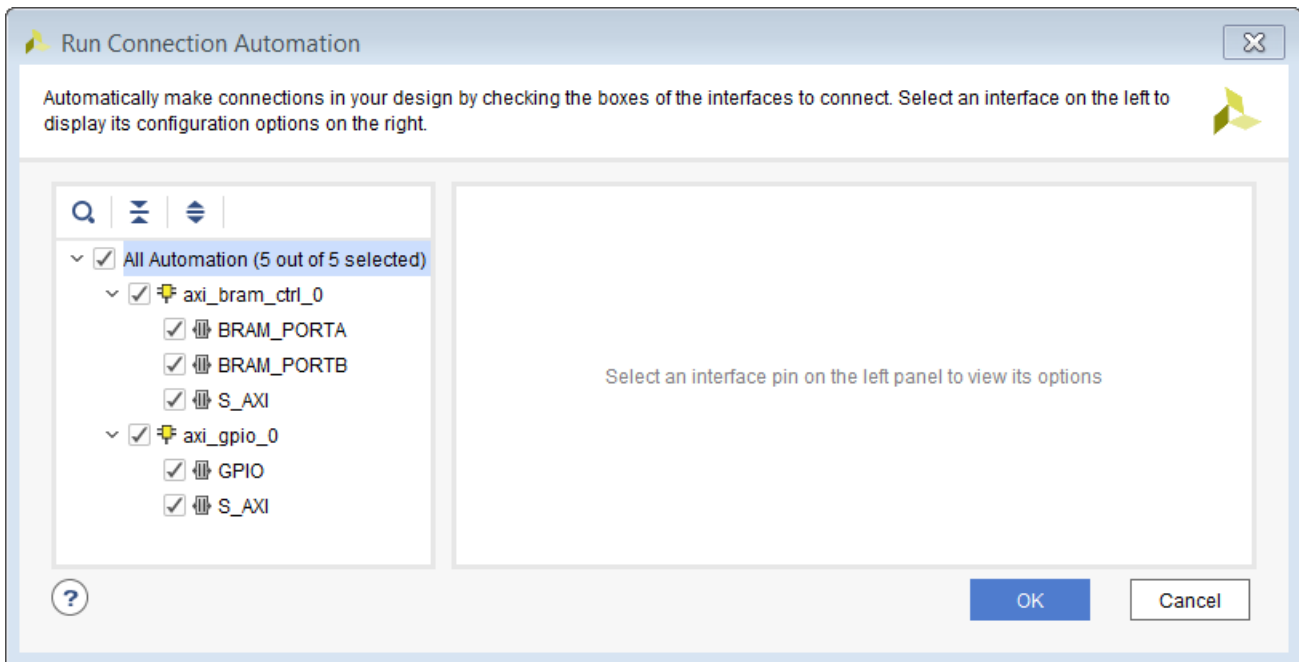 Run Connection Automation
Automatically make connections in your design by checking the boxes of the interfaces to connect. Select an interface on the left to
display its configuration options on the right.
All Automation (5 out of 5 selected)
axi_bram_ctrl_0
BRAM_PORTA
BRAM_PORTB
S_AXI
axi_gpio_0
GPIO
S_AXI
Select an interface pin on the left panel to view its options
?
OK
Cancel